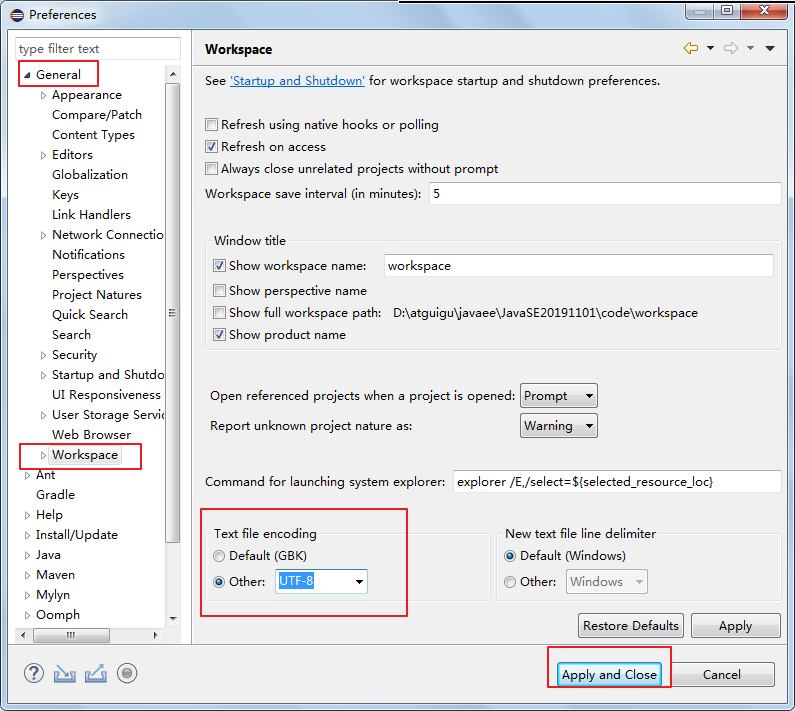 Preferences
type filter text
General
Appearance
Compare/Patch
Content Types
Editors
Globalization
Keys
Link Handlers
Network Connectio
Notifications
Perspectives
Project Natures
Quick Search
Search
Security
Startup and Shutdo
UI Responsiveness
User Storage Servic
Web Browser
Workspace
Ant
Gradle
Help
Install/Update
Java
Maven
Mylyn
Oomph
Workspace
See 'Startup and Shutdown' for workspace startup and shutdown preferences.
Refresh using native hooks or polling
Refresh on access
Always close unrelated projects without prompt
Workspace save interval (in minutes): 5
Window title
Show workspace name: workspace
Show perspective name
Show full workspace path: D:\atguigu\javaee\JavaSE20191101\code\workspace
Show product name
Open referenced projects when a project is opened: Prompt
Report unknown project nature as: Warning
Command for launching system explorer: explorer /E,/select=${selected_resource_loc}
Text file encoding
Default (GBK)
Other: UTF-8
New text file line delimiter
Default (Windows)
Other: Windows
Restore Defaults
Apply
Apply and Close
Cancel